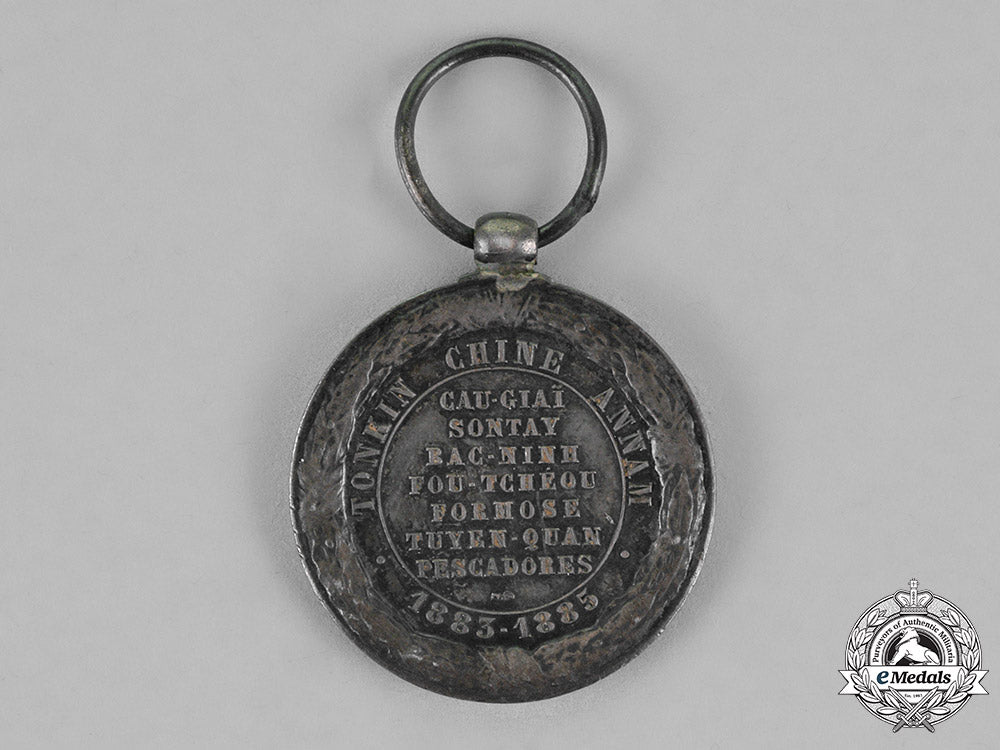 TONKIN CHINE ANNAM
CAU-GIAÏ
SONTAY
BAC-NINH
FOU-TCHÉOU
FORMOSE
TUYEN-QUAN
PESCADORES
1883-1885
Purveyors of Authentic Militaria
eMedals